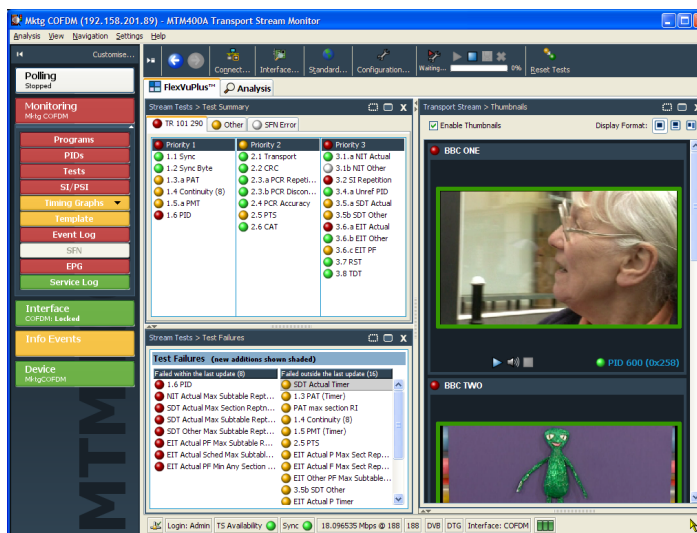 Mktg COFDM (192.158.201.89) - MTM400A Transport Stream Monitor
Analysis View Navigation Settings Help
Customise...
Connect... Interface... Standard... Configuration... Waiting... 0% Reset Tests
Polling
Stopped
Monitoring
Mktg COFDM
Programs
PIDs
Tests
SI/PSI
Timing Graphs
Template
Event Log
SFN
EPG
Service Log
Interface
COFDM: Locked
Info Events
Device
MktgCOFDM
MTM
FlexVuPlus™ Analysis
Stream Tests > Test Summary
TR 101 290 Other SFN Error
Priority 1
1.1 Sync
1.2 Sync Byte
1.3.a PAT
1.4 Continuity (8)
1.5.a PMT
1.6 PID
Priority 2
2.1 Transport
2.2 CRC
2.3.a PCR Repeti...
2.3.b PCR Discon...
2.4 PCR Accuracy
2.5 PTS
2.6 CAT
Priority 3
3.1.a NIT Actual
3.1b NIT Other
3.2 SI Repetition
3.4.a Unref PID
3.5.a SDT Actual
3.5b SDT Other
3.6.a EIT Actual
3.6.b EIT Other
3.6.c EIT PF
3.7 RST
3.8 TDT
Stream Tests > Test Failures
Test Failures (new additions shown shaded)
Failed within the last update (8)
1.6 PID
NIT Actual Max Subtable Rept...
SDT Actual Max Section Reptn...
SDT Actual Max Subtable Rept...
SDT Other Max Subtable Rept...
EIT Actual PF Max Subtable R...
EIT Actual Sched Max Subtabl...
EIT Actual PF Min Any Section ...
Failed outside the last update (16)
SDT Actual Timer
1.3 PAT (Timer)
PAT max section RI
1.4 Continuity (8)
1.5 PMT (Timer)
2.5 PTS
EIT Actual P Max Sect Rep...
EIT Actual F Max Sect Rep...
EIT Other PF Max Subtable...
3.5b SDT Other
EIT Actual P Timer
Transport Stream > Thumbnails
Enable Thumbnails Display Format:
BBC ONE
PID 600 (0x258)
BBC TWO
Login: Admin TS Availability Sync 18.096535 Mbps @ 188 188 DVB DTG Interface: COFDM